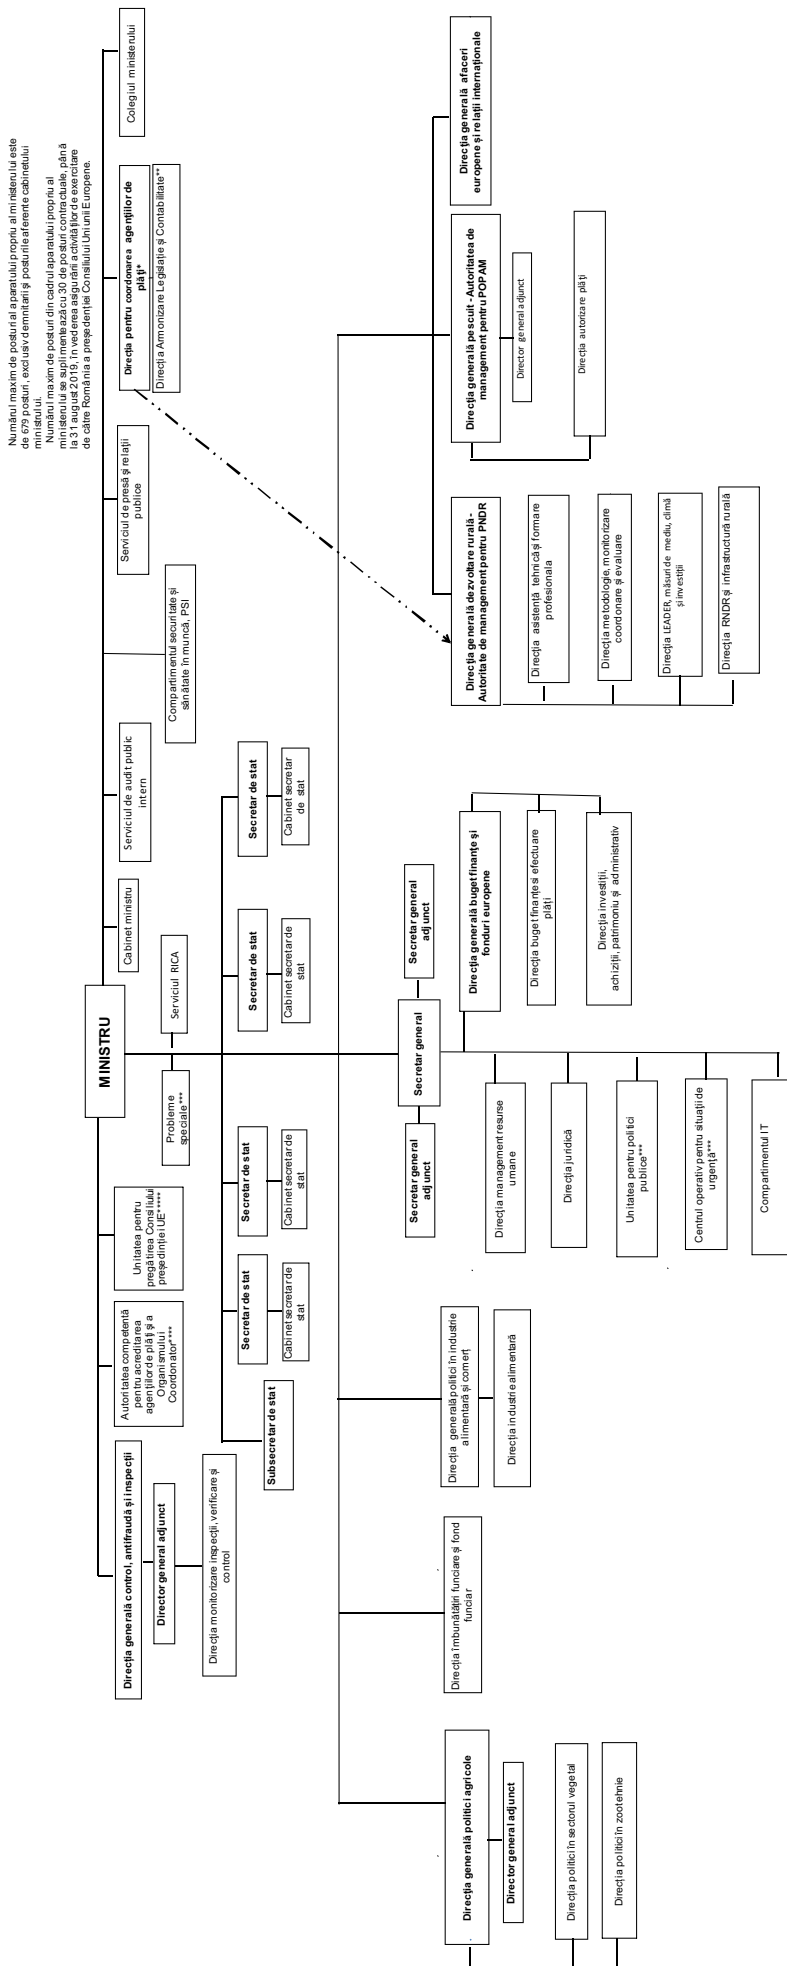 Numărul maxim de posturi al aparatului propriu al ministerului este
de 679 posturi, exclusiv demnitarii și posturile aferente cabinetului
ministrului.
Numărul maxim de posturi din cadrul aparatului propriu al
ministerului se suplimentează cu 30 de posturi contractuale, până
la 31 august 2019, în vederea asigurării activităților de exercitare
de către România a președenției Consiliului Uniunii Europene.
MINISTRU
Direcția generală control, antifraudă și inspecții
Director general adjunct
Direcția monitorizare inspecții, verificare și
control
Autoritatea competentă
pentru acreditarea
agențiilor de plăți și a
Organismului
Coordonator****
Unitatea pentru
pregătirea Consiliului
președinției UE*****
Probleme
speciale***
Serviciul RICA
Cabinet ministru
Serviciul de audit public
intern
Compartimentul securitate și
sănătate în muncă, PSI
Serviciul de presă și relații
publice
Direcția pentru coordonarea agențiilor de
plăți*
Direcția Armonizare Legislație și Contabilitate**
Colegiul ministerului
Subsecretar de stat
Secretar de stat
Cabinet secretar de
stat
Secretar de stat
Cabinet secretar de
stat
Secretar de stat
Cabinet secretar de
stat
Secretar de stat
Cabinet secretar
de stat
Secretar general
adjunct
Secretar general
Secretar general
adjunct
Direcția generală politici agricole
Director general adjunct
Direcția politici în sectorul vegetal
Direcția politici în zootehnie
Direcția îmbunătățiri funciare și fond
funciar
Direcția generală politici în industrie
alimentară și comerț
Direcția industrie alimentară
Direcția management resurse
umane
Direcția juridică
Unitatea pentru politici
publice***
Centrul operativ pentru situații de
urgență***
Compartimentul IT
Direcția generală buget finanțe și
fonduri europene
Direcția buget finanțe si efectuare
plăți
Direcția investiții,
achiziții, patrimoniu și administrativ
Direcția generală dezvoltare rurală -
Autoritate de management pentru PNDR
Direcția asistență tehnică și formare
profesionala
Direcția metodologie, monitorizare
coordonare și evaluare
Direcția LEADER, măsuri de mediu, climă
și investiții
Direcția RNDR și infrastructură rurală
Direcția generală pescuit - Autoritatea de
management pentru POPAM
Director general adjunct
Direcția autorizare plăți
Direcția generală afaceri
europene și relații internaționale